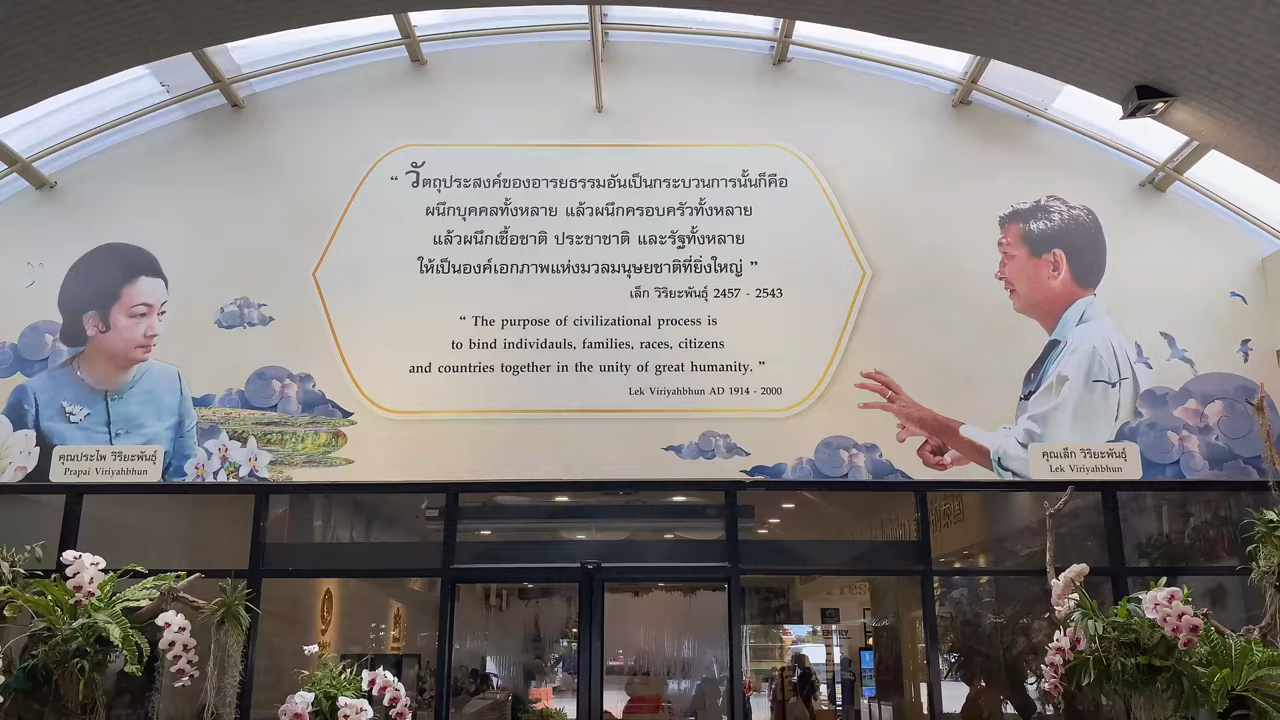 “ วัตถุประสงค์ของอารยธรรมอันเป็นกระบวนการนั้นก็คือ
ผนึกบุคคลทั้งหลาย แล้วผนึกครอบครัวทั้งหลาย
แล้วผนึกเชื้อชาติ ประชาชาติ และรัฐทั้งหลาย
ให้เป็นองค์เอกภาพแห่งมวลมนุษยชาติที่ยิ่งใหญ่ ”
เล็ก วิริยะพันธุ์ 2457 - 2543
“ The purpose of civilizational process is
to bind individauls, families, races, citizens
and countries together in the unity of great humanity. ”
Lek Viriyahbhun AD 1914 - 2000
คุณประไพ วิริยะพันธุ์
Prapai Viriyahbhun
คุณเล็ก วิริยะพันธุ์
Lek Viriyahbhun
ENTRY